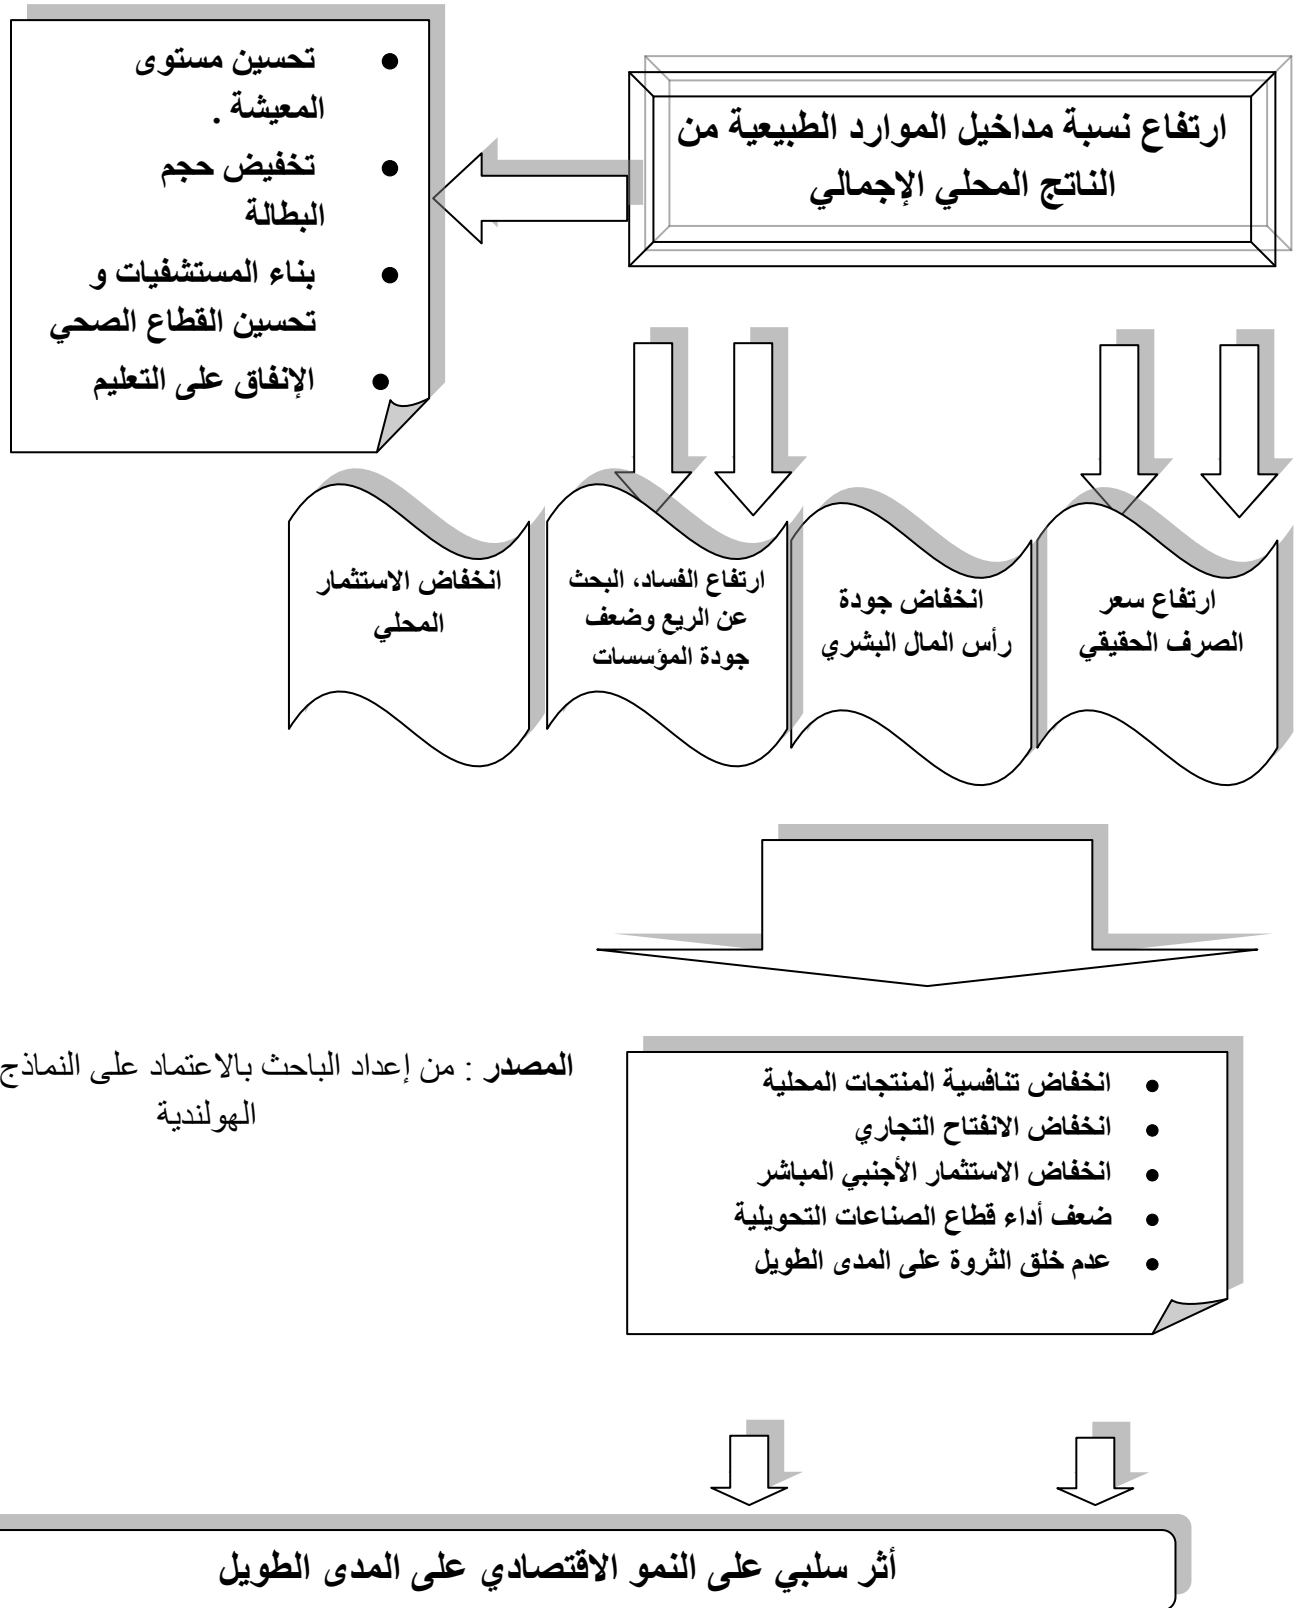 ارتفاع نسبة مداخيل الموارد الطبيعية من
الناتج المحلي الإجمالي
• تحسين مستوى
المعيشة .
• تخفيض حجم
البطالة
• بناء المستشفيات و
تحسين القطاع الصحي
• الإنفاق على التعليم
ارتفاع سعر
الصرف الحقيقي
انخفاض جودة
رأس المال البشري
ارتفاع الفساد، البحث
عن الريع وضعف
جودة المؤسسات
انخفاض الاستثمار
المحلي
• انخفاض تنافسية المنتجات المحلية
• انخفاض الانفتاح التجاري
• انخفاض الاستثمار الأجنبي المباشر
• ضعف أداء قطاع الصناعات التحويلية
• عدم خلق الثروة على المدى الطويل
المصدر : من إعداد الباحث بالاعتماد على النماذج
الهولندية
أثر سلبي على النمو الاقتصادي على المدى الطويل